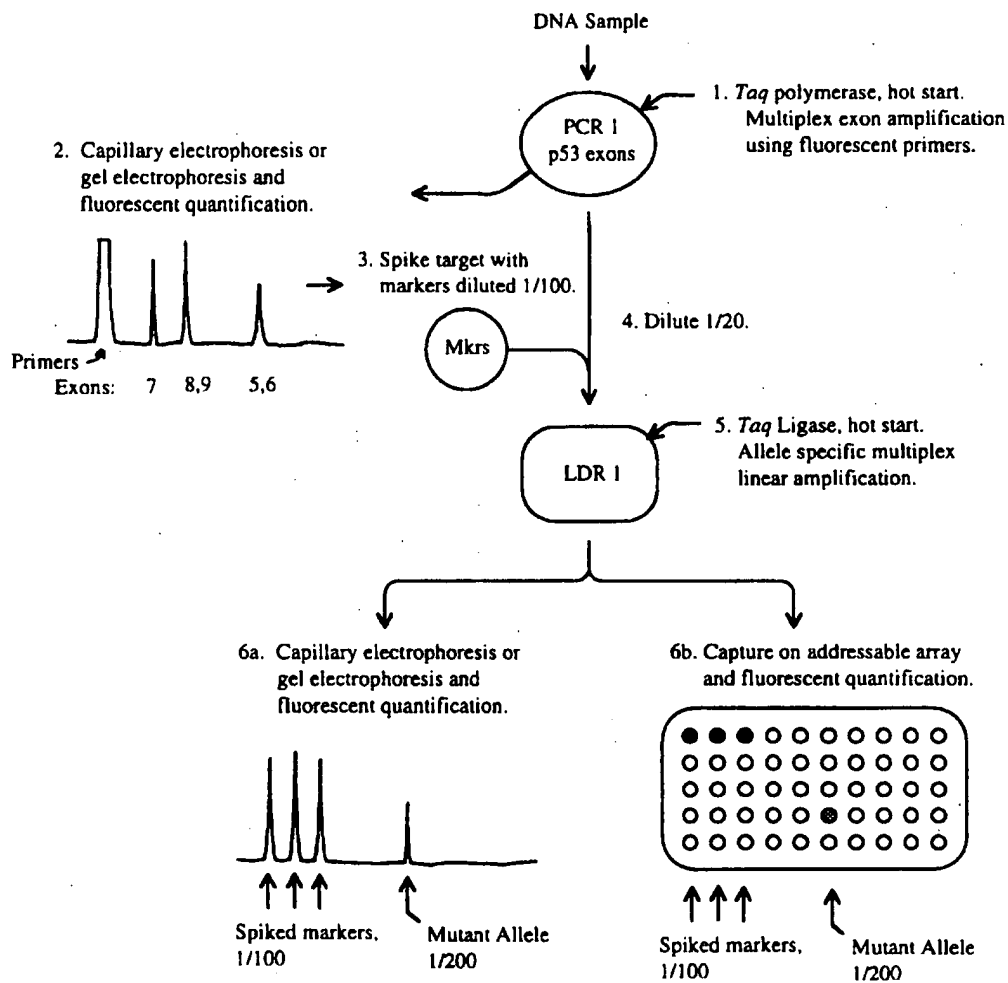 DNA Sample
PCR 1
p53 exons
1. Taq polymerase, hot start.
Multiplex exon amplification
using fluorescent primers.
2. Capillary electrophoresis or
gel electrophoresis and
fluorescent quantification.
Primers
Exons: 7 8,9 5,6
3. Spike target with
markers diluted 1/100.
Mkrs
4. Dilute 1/20.
LDR 1
5. Taq Ligase, hot start.
Allele specific multiplex
linear amplification.
6a. Capillary electrophoresis or
gel electrophoresis and
fluorescent quantification.
Spiked markers,
1/100
Mutant Allele
1/200
6b. Capture on addressable array
and fluorescent quantification.
Spiked markers,
1/100
Mutant Allele
1/200